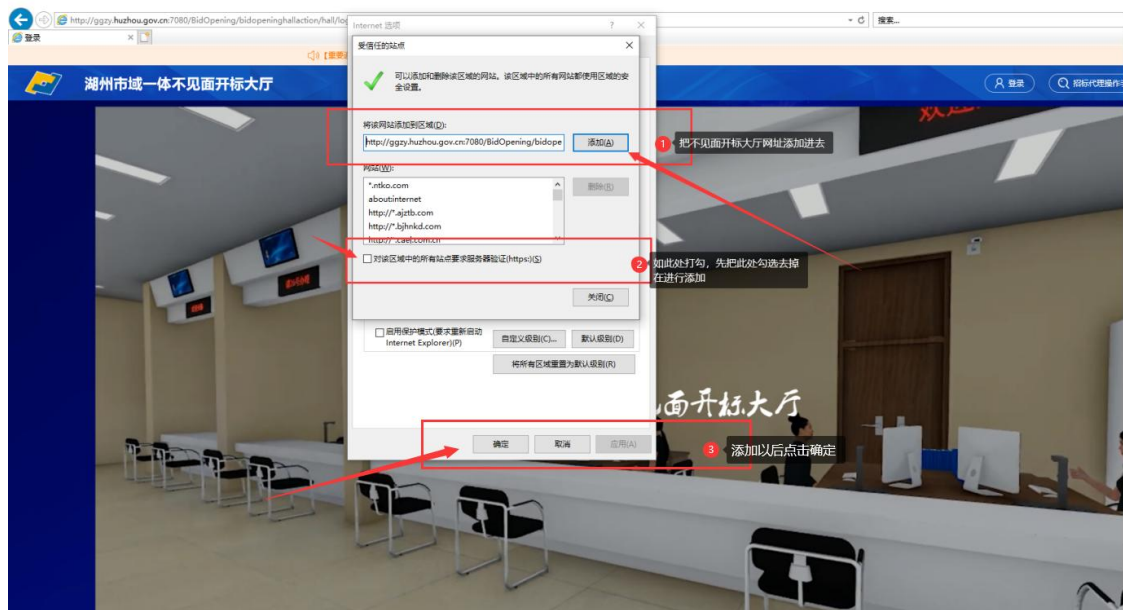 http://ggzy.huzhou.gov.cn:7080/BidOpening/bidopeninghallaction/hall/log
搜索...
登录
【重要
湖州市域一体不见面开标大厅
登录
招标代理操作手
Internet 选项
受信任的站点
可以添加和删除该区域的网站。该区域中的所有网站都使用区域的安
全设置。
将该网站添加到区域(D):
http://ggzy.huzhou.gov.cn:7080/BidOpening/bidope
添加(A)
1 把不见面开标大厅网址添加进去
网站(W):
*.ntko.com
删除(R)
aboutinternet
http://*.ajztb.com
http://*.bjhnkd.com
http://*.caej.com.cn
对该区域中的所有站点要求服务器验证(https:)(S)
2 如此处打勾，先把此处勾选去掉
在进行添加
关闭(C)
启用保护模式(要求重新启动
Internet Explorer)(P)
自定义级别(C)...
默认级别(D)
将所有区域重置为默认级别(R)
面开标大厅
确定
取消
应用(A)
3 添加以后点击确定